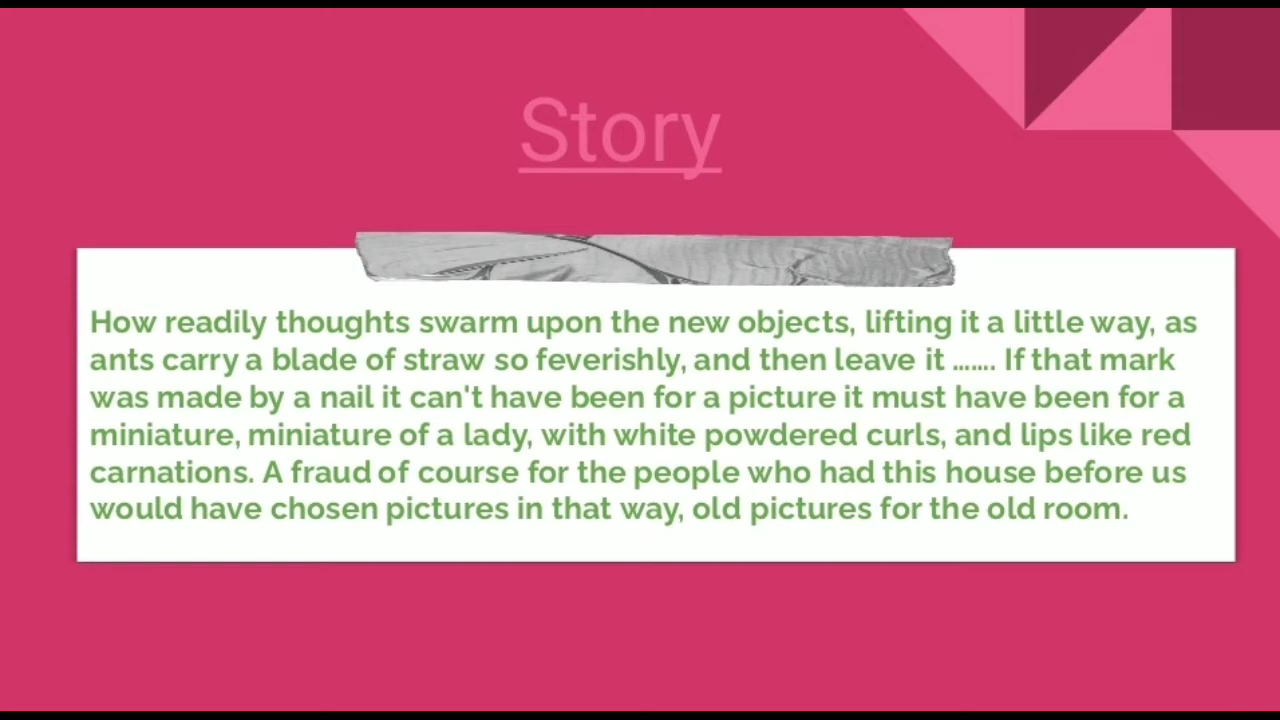 Story
How readily thoughts swarm upon the new objects, lifting it a little way, as
ants carry a blade of straw so feverishly, and then leave it ....... If that mark
was made by a nail it can't have been for a picture it must have been for a
miniature, miniature of a lady, with white powdered curls, and lips like red
carnations. A fraud of course for the people who had this house before us
would have chosen pictures in that way, old pictures for the old room.